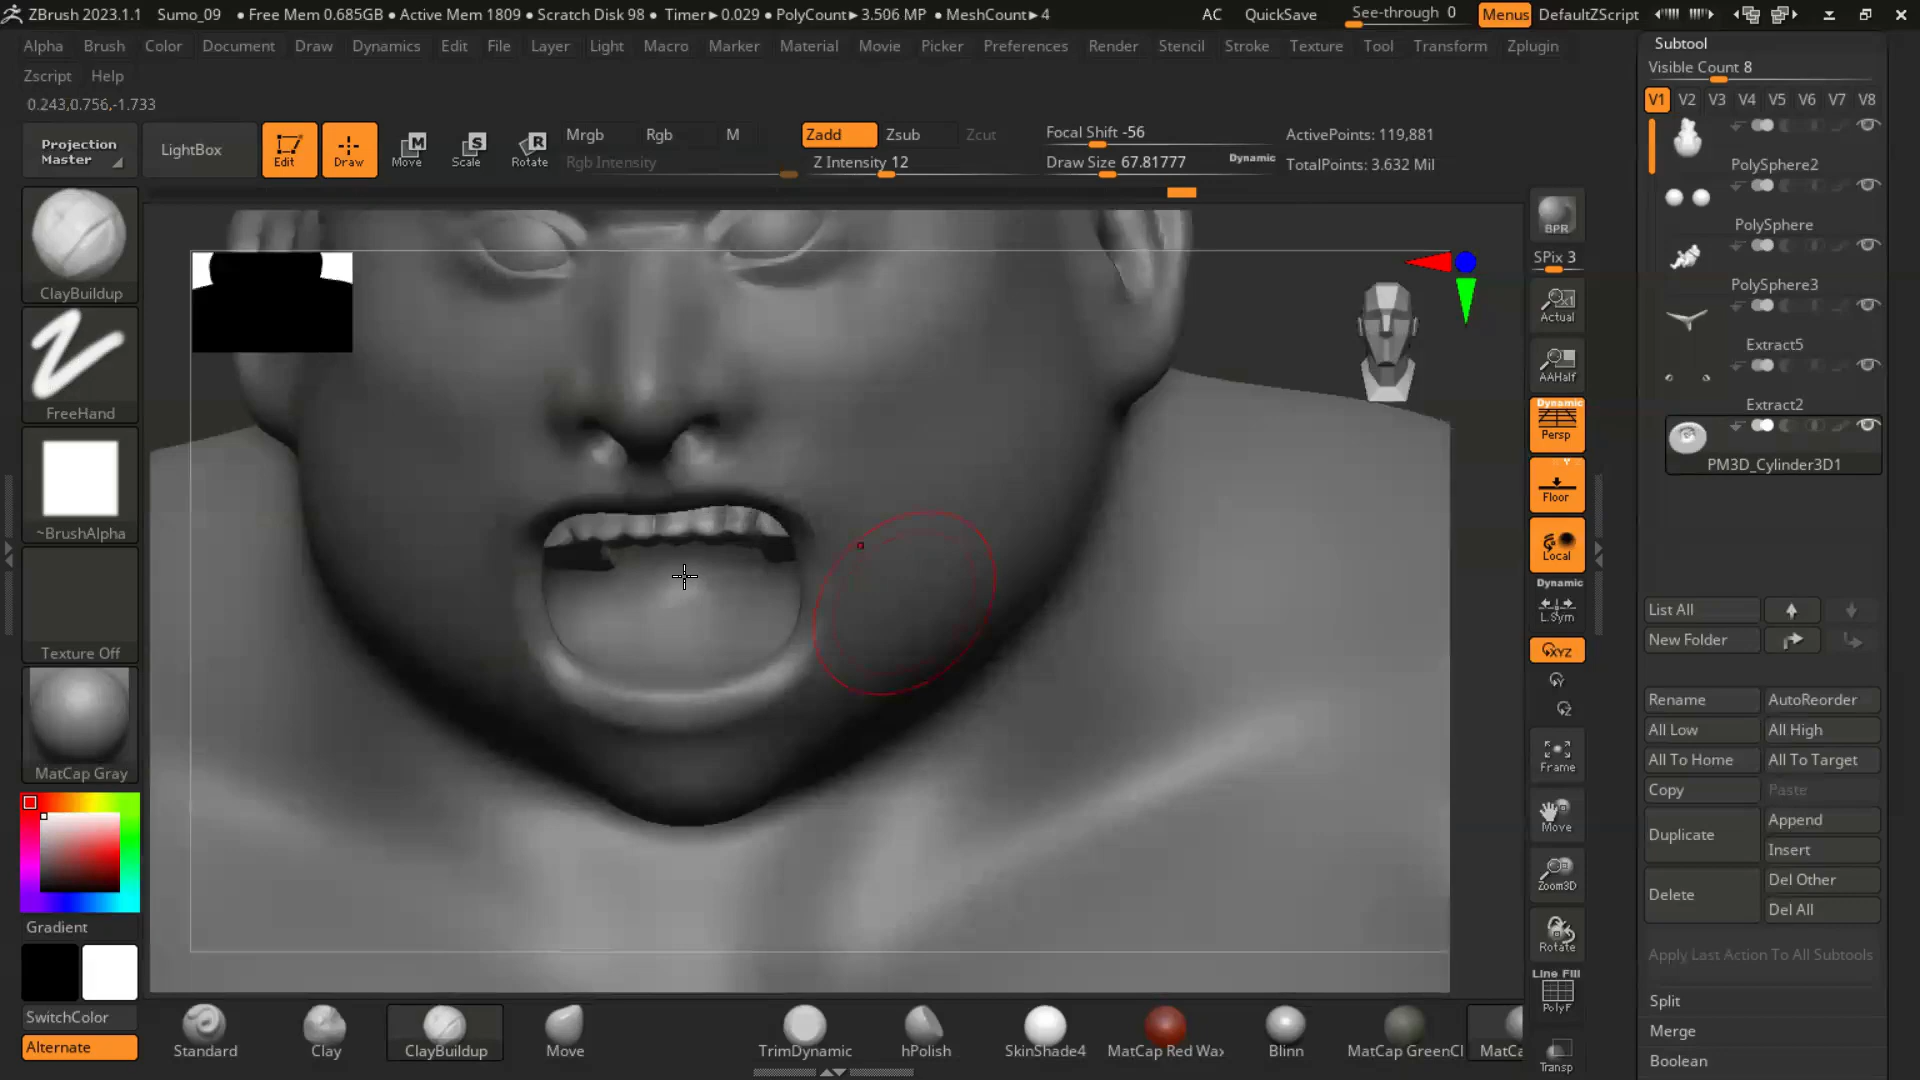 ZBrush 2023.1.1 Sumo_09 • Free Mem 0.685GB • Active Mem 1809 • Scratch Disk 98 • Timer▶0.029 • PolyCount▶3.506 MP • MeshCount▶4 AC QuickSave See-through 0 Menus DefaultZScript
Alpha Brush Color Document Draw Dynamics Edit File Layer Light Macro Marker Material Movie Picker Preferences Render Stencil Stroke Texture Tool Transform Zplugin
Zscript Help
0.243,0.756,-1.733
Projection Master
LightBox
Edit
Draw
Move
Scale
Rotate
Mrgb Rgb M
Rgb Intensity
Zadd Zsub Zcut
Z Intensity 12
Focal Shift -56
Draw Size 67.81777 Dynamic
ActivePoints: 119,881
TotalPoints: 3.632 Mil
ClayBuildup
FreeHand
~BrushAlpha
Texture Off
MatCap Gray
Gradient
SwitchColor
Alternate
BPR
SPix 3
Actual
AAHalf
Dynamic
Persp
Floor
Local
Dynamic
L.Sym
XYZ
Frame
Move
Zoom3D
Rotate
Line Fill
PolyF
Transp
Subtool
Visible Count 8
V1 V2 V3 V4 V5 V6 V7 V8
PolySphere2
PolySphere
PolySphere3
Extract5
Extract2
PM3D_Cylinder3D1
List All
New Folder
Rename AutoReorder
All Low All High
All To Home All To Target
Copy Paste
Duplicate Append
Insert
Delete Del Other
Del All
Apply Last Action To All Subtools
Split
Merge
Boolean
Standard Clay ClayBuildup Move TrimDynamic hPolish SkinShade4 MatCap Red Wax Blinn MatCap GreenCl MatCa